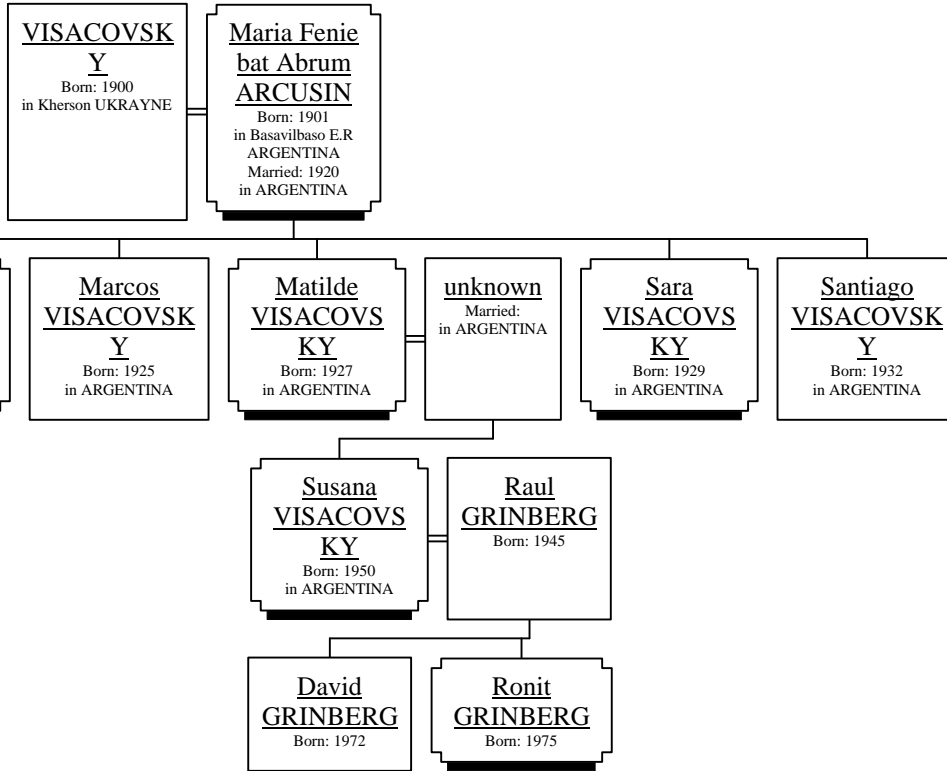 VISACOVSK
Y
Born: 1900
in Kherson UKRAYNE
Maria Fenie
bat Abrum
ARCUSIN
Born: 1901
in Basavilbaso E.R
ARGENTINA
Married: 1920
in ARGENTINA
Marcos
VISACOVSK
Y
Born: 1925
in ARGENTINA
Matilde
VISACOVS
KY
Born: 1927
in ARGENTINA
unknown
Married:
in ARGENTINA
Sara
VISACOVS
KY
Born: 1929
in ARGENTINA
Santiago
VISACOVSK
Y
Born: 1932
in ARGENTINA
Susana
VISACOVS
KY
Born: 1950
in ARGENTINA
Raul
GRINBERG
Born: 1945
David
GRINBERG
Born: 1972
Ronit
GRINBERG
Born: 1975